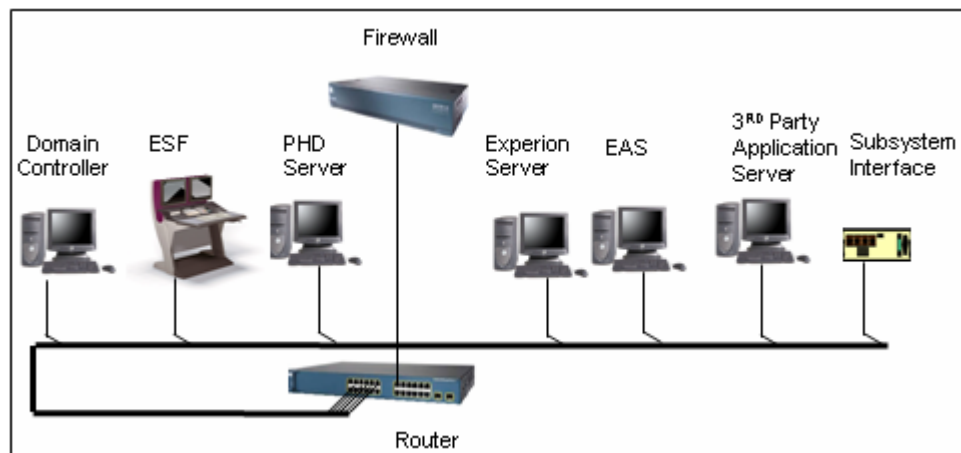 Firewall
Domain
Controller
ESF
PHD
Server
Experion
Server
EAS
3RD Party
Application
Server
Subsystem
Interface
Router